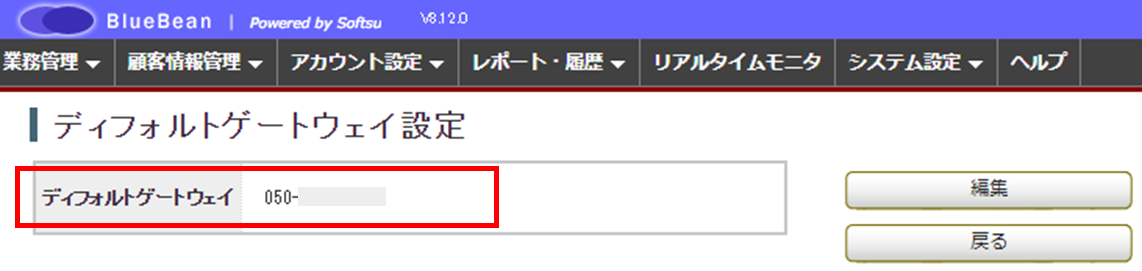 BlueBean | Powered by Softsu V8.12.0
業務管理 ▼ 顧客情報管理 ▼ アカウント設定 ▼ レポート・履歴 ▼ リアルタイムモニタ システム設定 ▼ ヘルプ
ディフォルトゲートウェイ設定
ディフォルトゲートウェイ 050-
編集
戻る